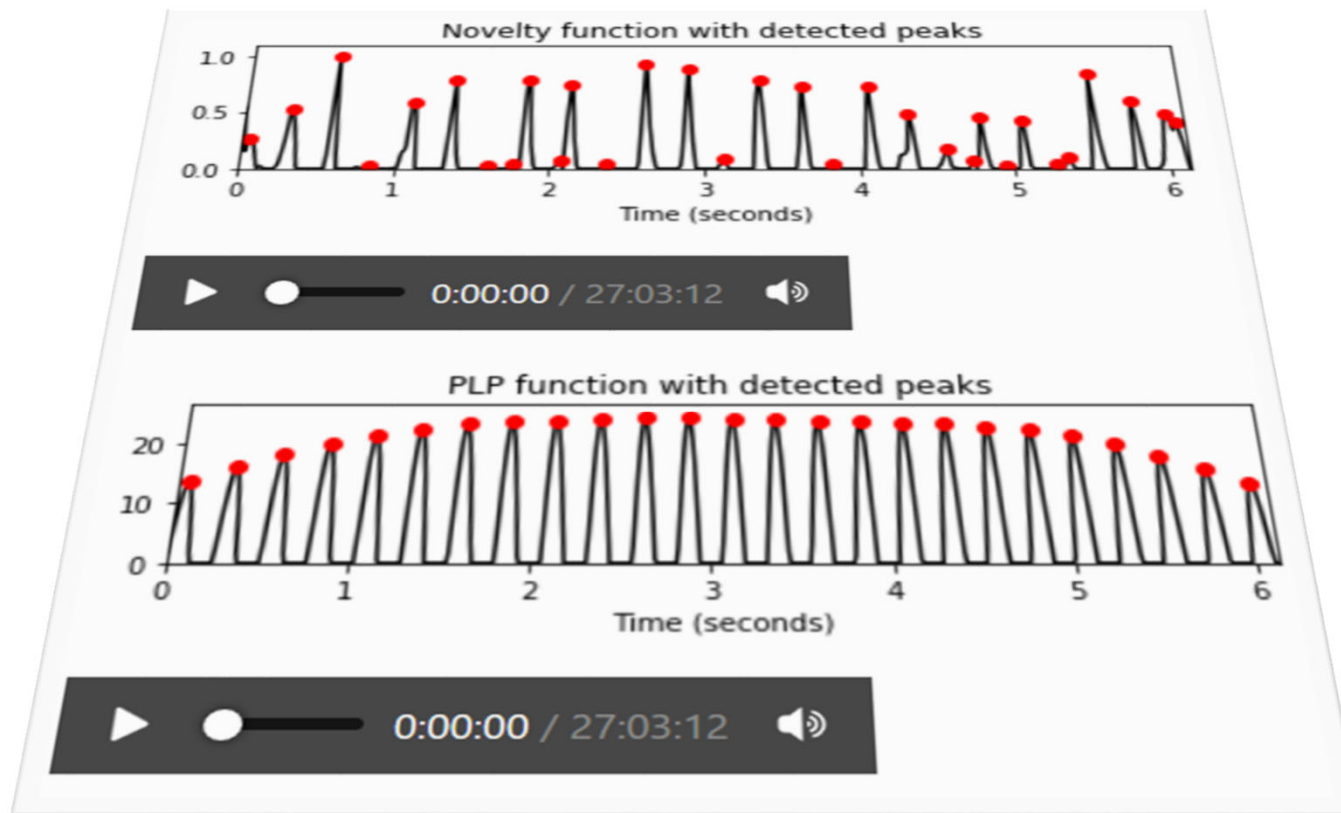 Novelty function with detected peaks
1.0
0.5
0.0
0 1 2 3 4 5 6
Time (seconds)
0:00:00 / 27:03:12
PLP function with detected peaks
20
10
0
0 1 2 3 4 5 6
Time (seconds)
0:00:00 / 27:03:12